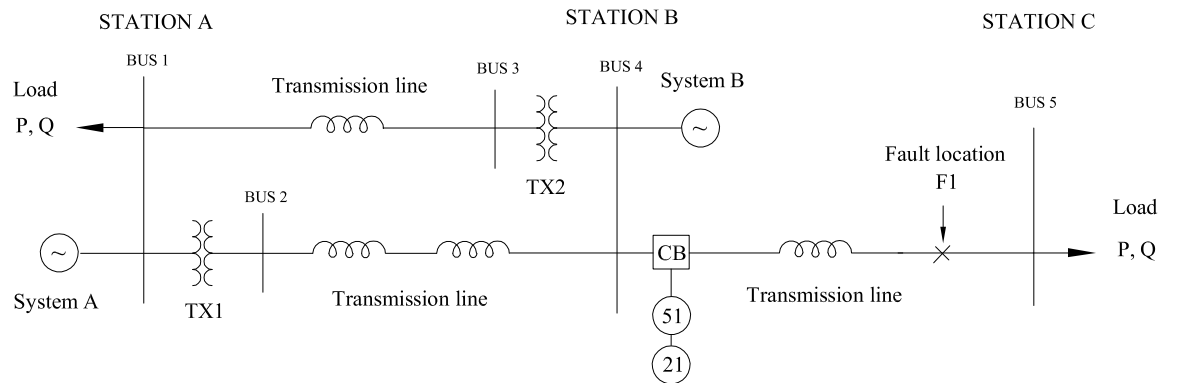 STATION A
STATION B
STATION C
BUS 1
BUS 3
BUS 4
System B
Load
P, Q
Transmission line
BUS 5
~
TX2
Fault location
F1
BUS 2
Load
P, Q
~
CB
System A
TX1
Transmission line
Transmission line
51
21